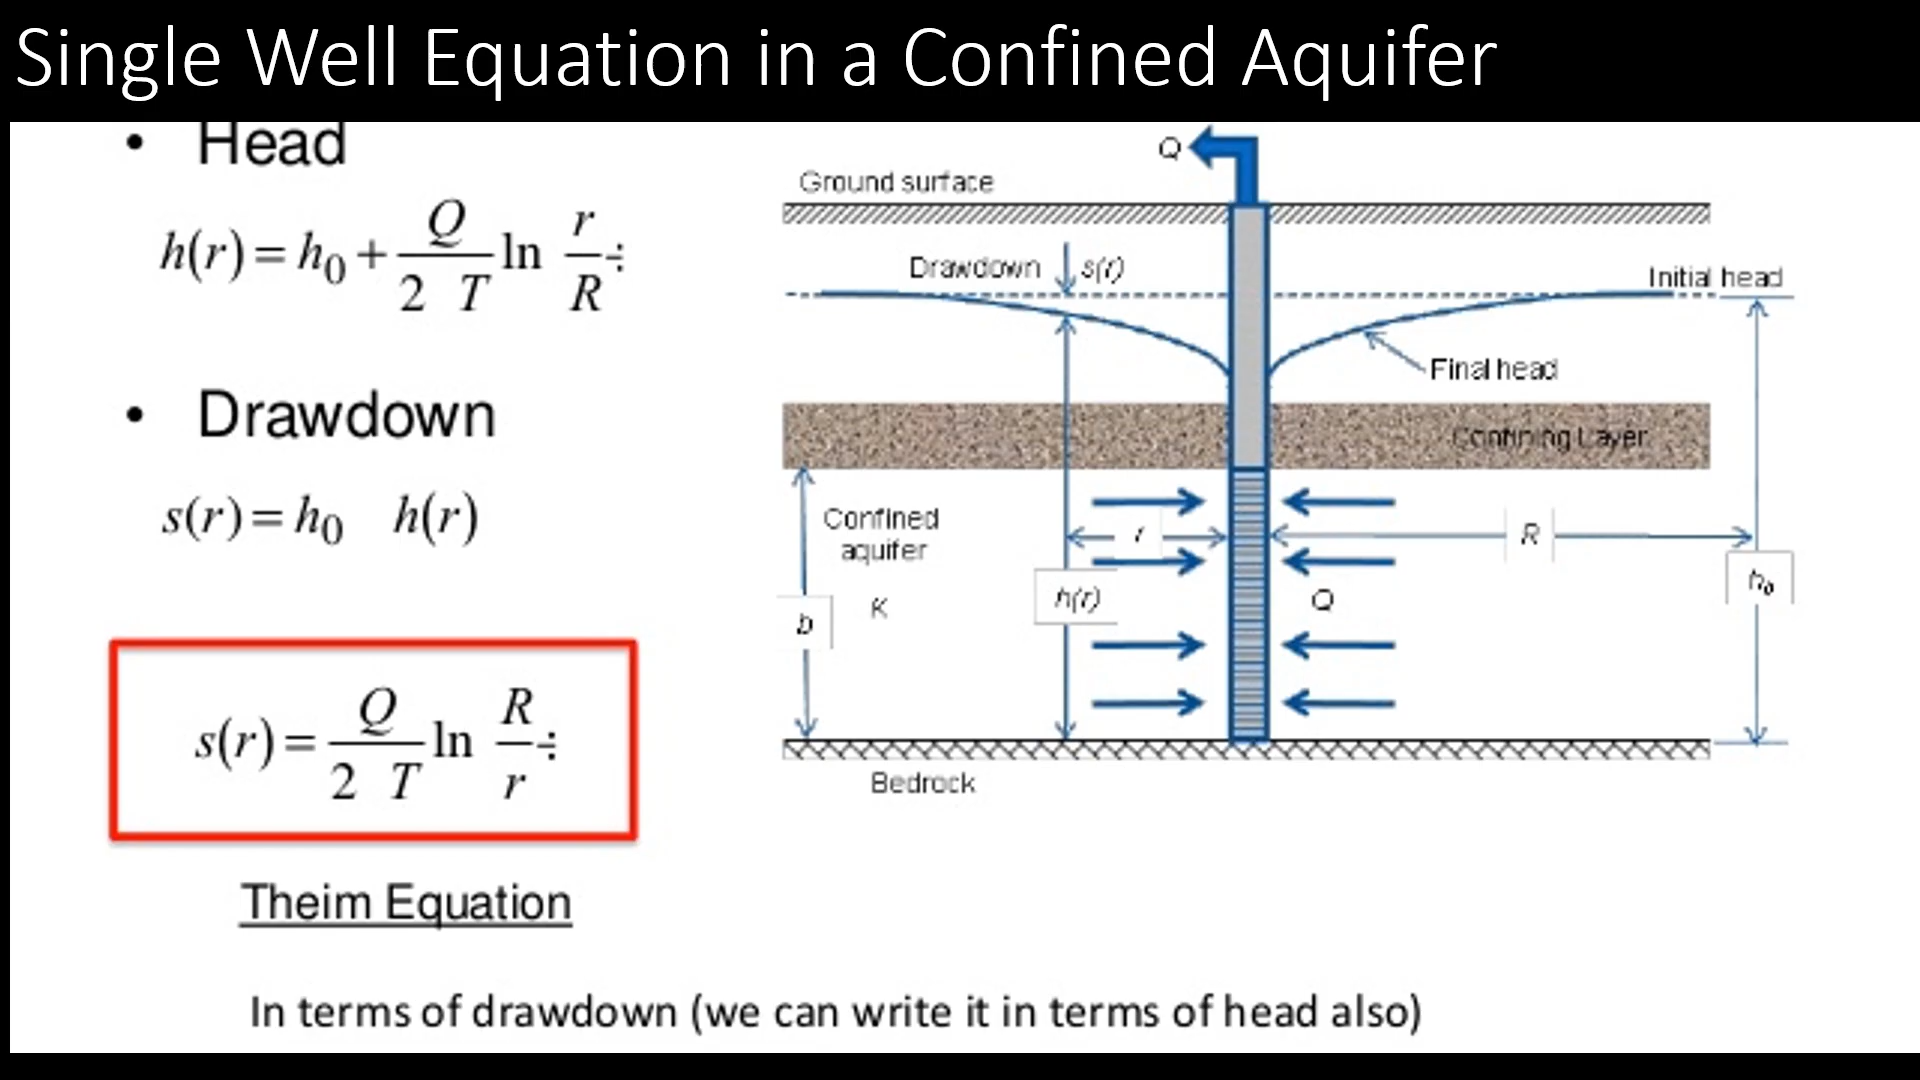 Single Well Equation in a Confined Aquifer
• Head
h(r) = h0 + Q / 2 T ln r / R ÷
• Drawdown
s(r) = h0 h(r)
s(r) = Q / 2 T ln R / r ÷
Theim Equation
In terms of drawdown (we can write it in terms of head also)
Q
Ground surface
Drawdown
s(r)
Initial head
Final head
Confining Layer
Confined
aquifer
r
R
h(r)
h0
K
Q
b
Bedrock